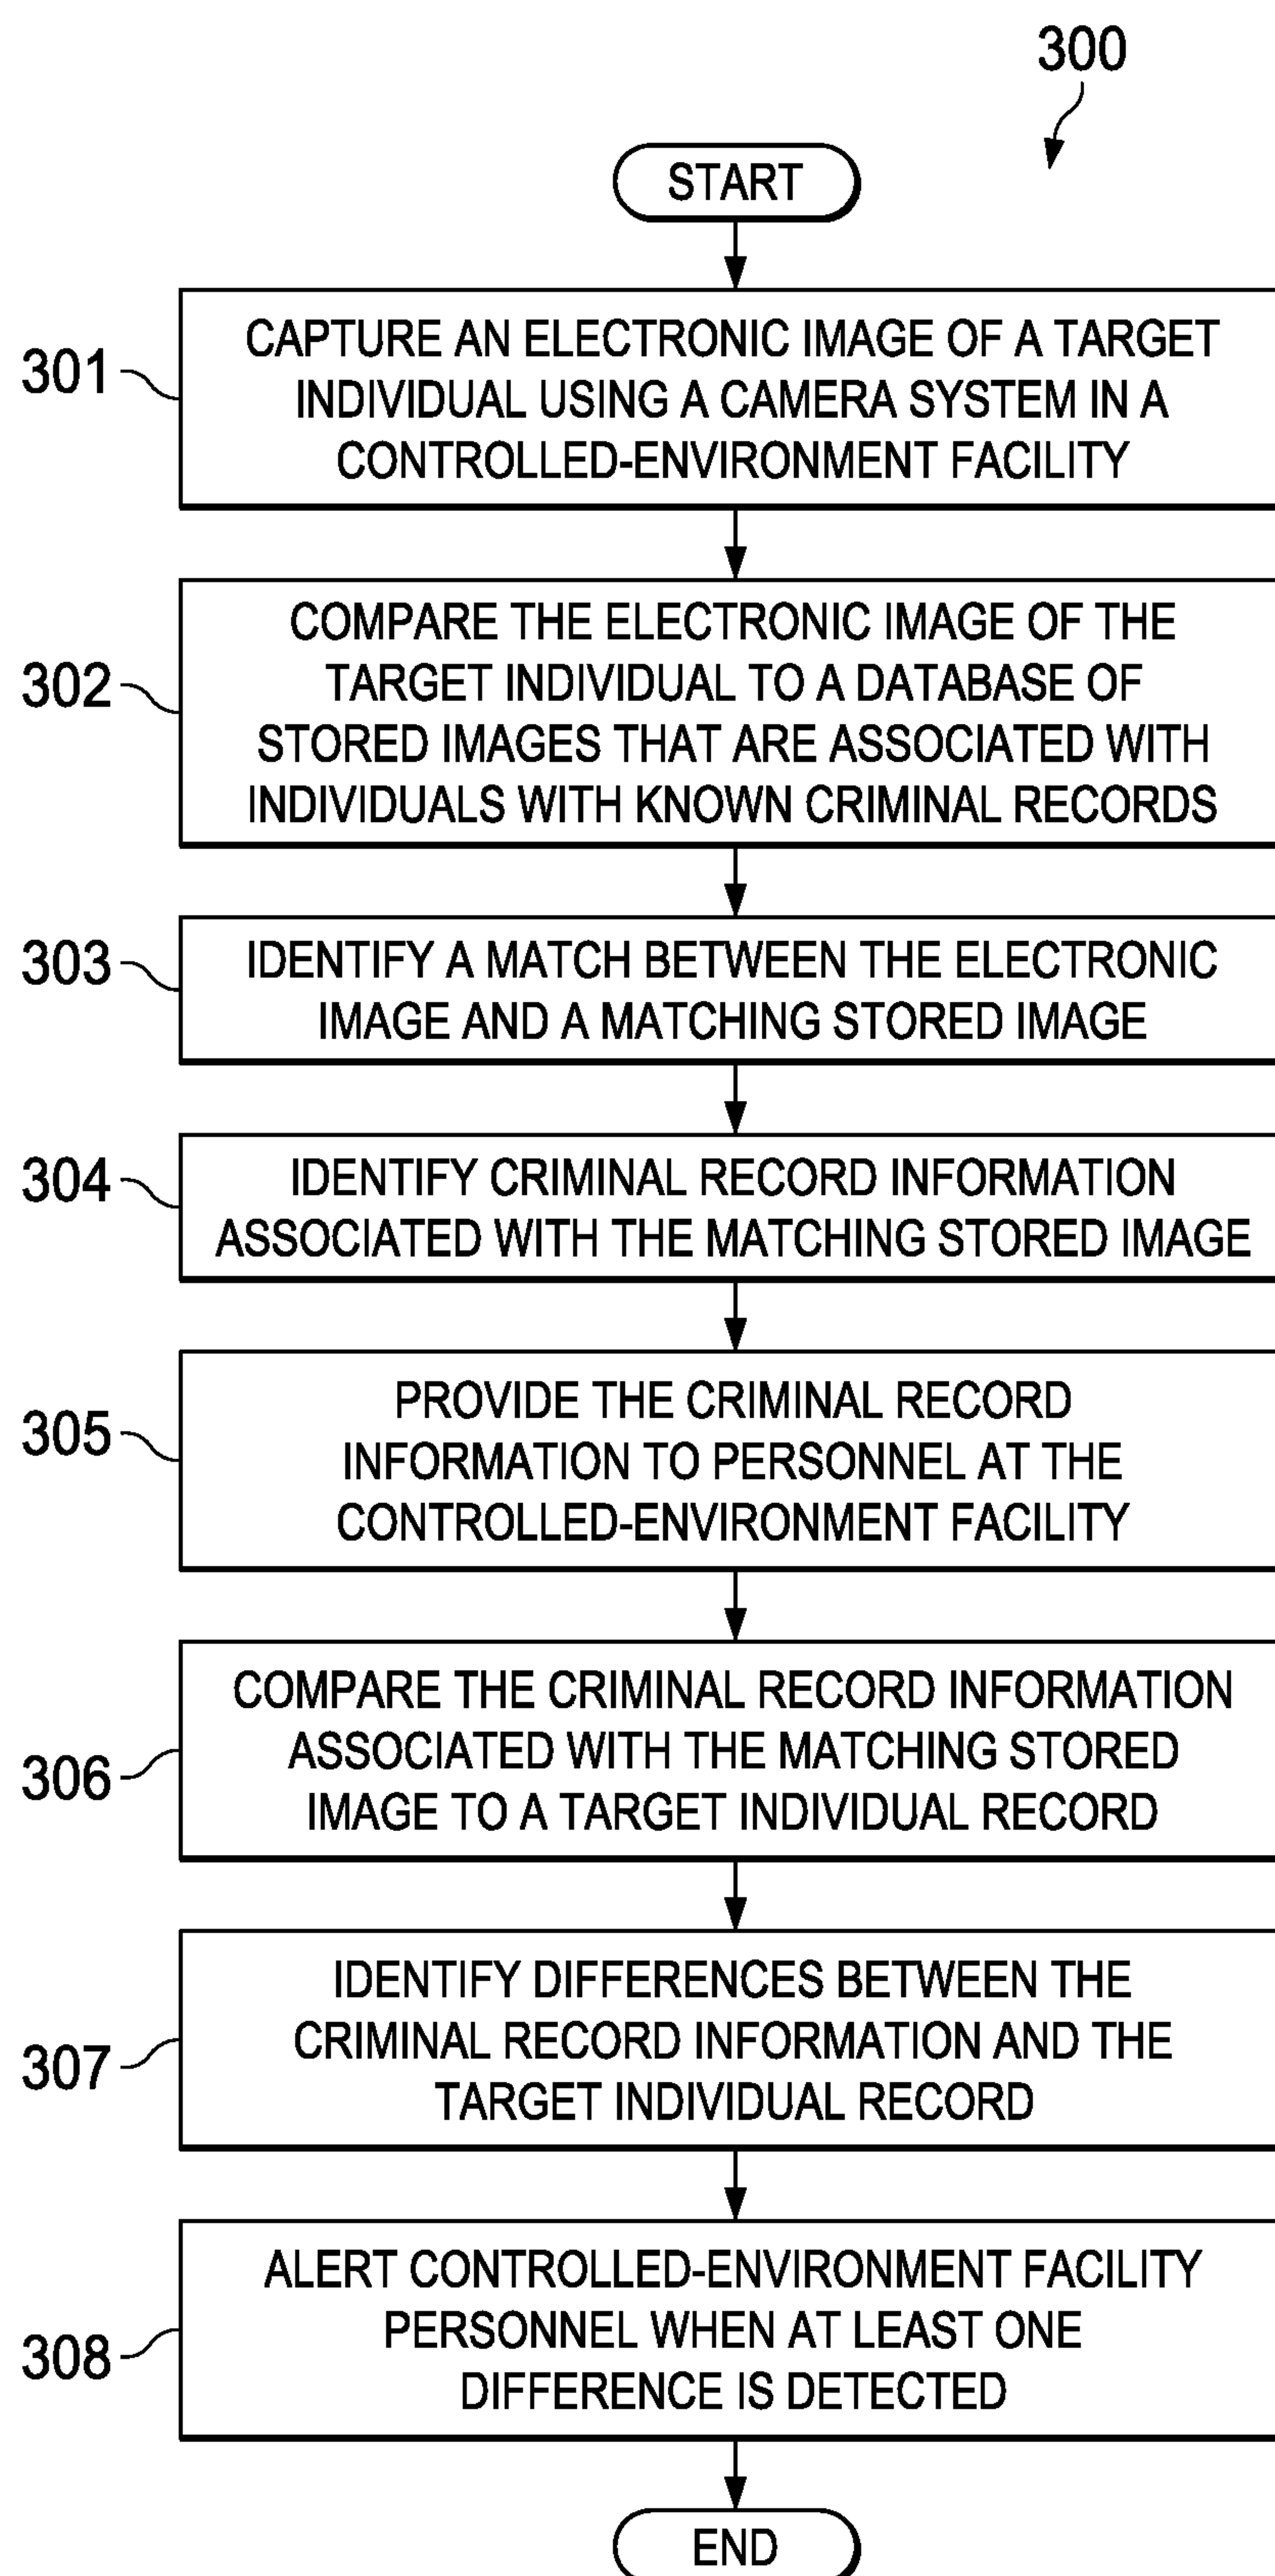 300
START
301
CAPTURE AN ELECTRONIC IMAGE OF A TARGET
INDIVIDUAL USING A CAMERA SYSTEM IN A
CONTROLLED-ENVIRONMENT FACILITY
302
COMPARE THE ELECTRONIC IMAGE OF THE
TARGET INDIVIDUAL TO A DATABASE OF
STORED IMAGES THAT ARE ASSOCIATED WITH
INDIVIDUALS WITH KNOWN CRIMINAL RECORDS
303
IDENTIFY A MATCH BETWEEN THE ELECTRONIC
IMAGE AND A MATCHING STORED IMAGE
304
IDENTIFY CRIMINAL RECORD INFORMATION
ASSOCIATED WITH THE MATCHING STORED IMAGE
305
PROVIDE THE CRIMINAL RECORD
INFORMATION TO PERSONNEL AT THE
CONTROLLED-ENVIRONMENT FACILITY
306
COMPARE THE CRIMINAL RECORD INFORMATION
ASSOCIATED WITH THE MATCHING STORED
IMAGE TO A TARGET INDIVIDUAL RECORD
307
IDENTIFY DIFFERENCES BETWEEN THE
CRIMINAL RECORD INFORMATION AND THE
TARGET INDIVIDUAL RECORD
308
ALERT CONTROLLED-ENVIRONMENT FACILITY
PERSONNEL WHEN AT LEAST ONE
DIFFERENCE IS DETECTED
END